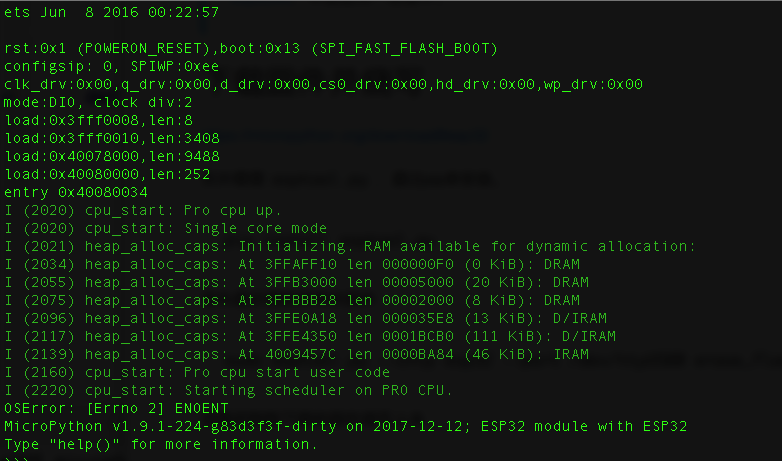 ets Jun  8 2016 00:22:57
rst:0x1 (POWERON_RESET),boot:0x13 (SPI_FAST_FLASH_BOOT)
configsip: 0, SPIWP:0xee
clk_drv:0x00,q_drv:0x00,d_drv:0x00,cs0_drv:0x00,hd_drv:0x00,wp_drv:0x00
mode:DIO, clock div:2
load:0x3fff0008,len:8
load:0x3fff0010,len:3408
load:0x40078000,len:9488
load:0x40080000,len:252
entry 0x40080034
I (2020) cpu_start: Pro cpu up.
I (2020) cpu_start: Single core mode
I (2021) heap_alloc_caps: Initializing. RAM available for dynamic allocation:
I (2034) heap_alloc_caps: At 3FFAFF10 len 000000F0 (0 KiB): DRAM
I (2055) heap_alloc_caps: At 3FFB3000 len 00005000 (20 KiB): DRAM
I (2075) heap_alloc_caps: At 3FFBBB28 len 00002000 (8 KiB): DRAM
I (2096) heap_alloc_caps: At 3FFE0A18 len 000035E8 (13 KiB): D/IRAM
I (2117) heap_alloc_caps: At 3FFE4350 len 0001BCB0 (111 KiB): D/IRAM
I (2139) heap_alloc_caps: At 4009457C len 0000BA84 (46 KiB): IRAM
I (2160) cpu_start: Pro cpu start user code
I (2220) cpu_start: Starting scheduler on PRO CPU.
OSError: [Errno 2] ENOENT
MicroPython v1.9.1-224-g83d3f3f-dirty on 2017-12-12; ESP32 module with ESP32
Type "help()" for more information.
>>>